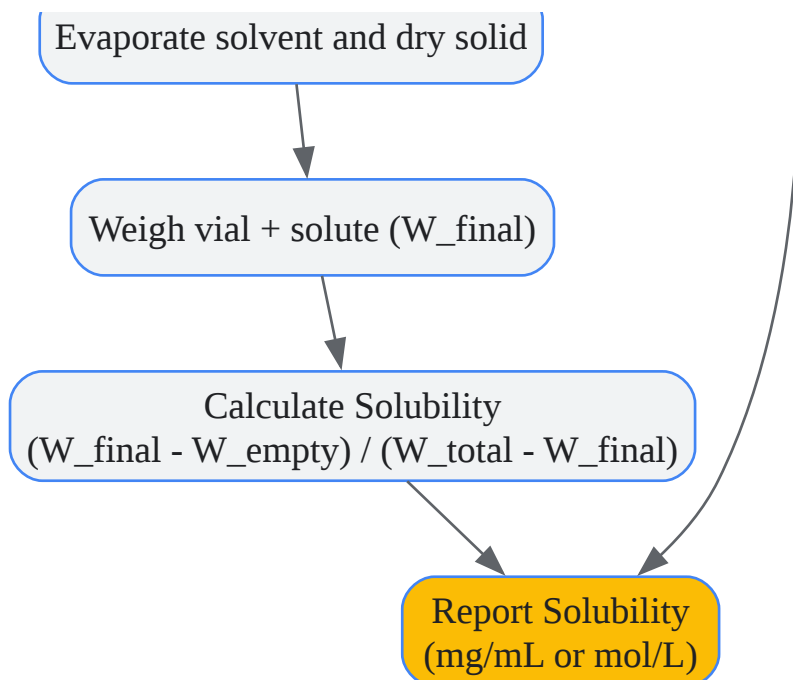 Evaporate solvent and dry solid
Weigh vial + solute (W_final)
Calculate Solubility
(W_final - W_empty) / (W_total - W_final)
Report Solubility
(mg/mL or mol/L)